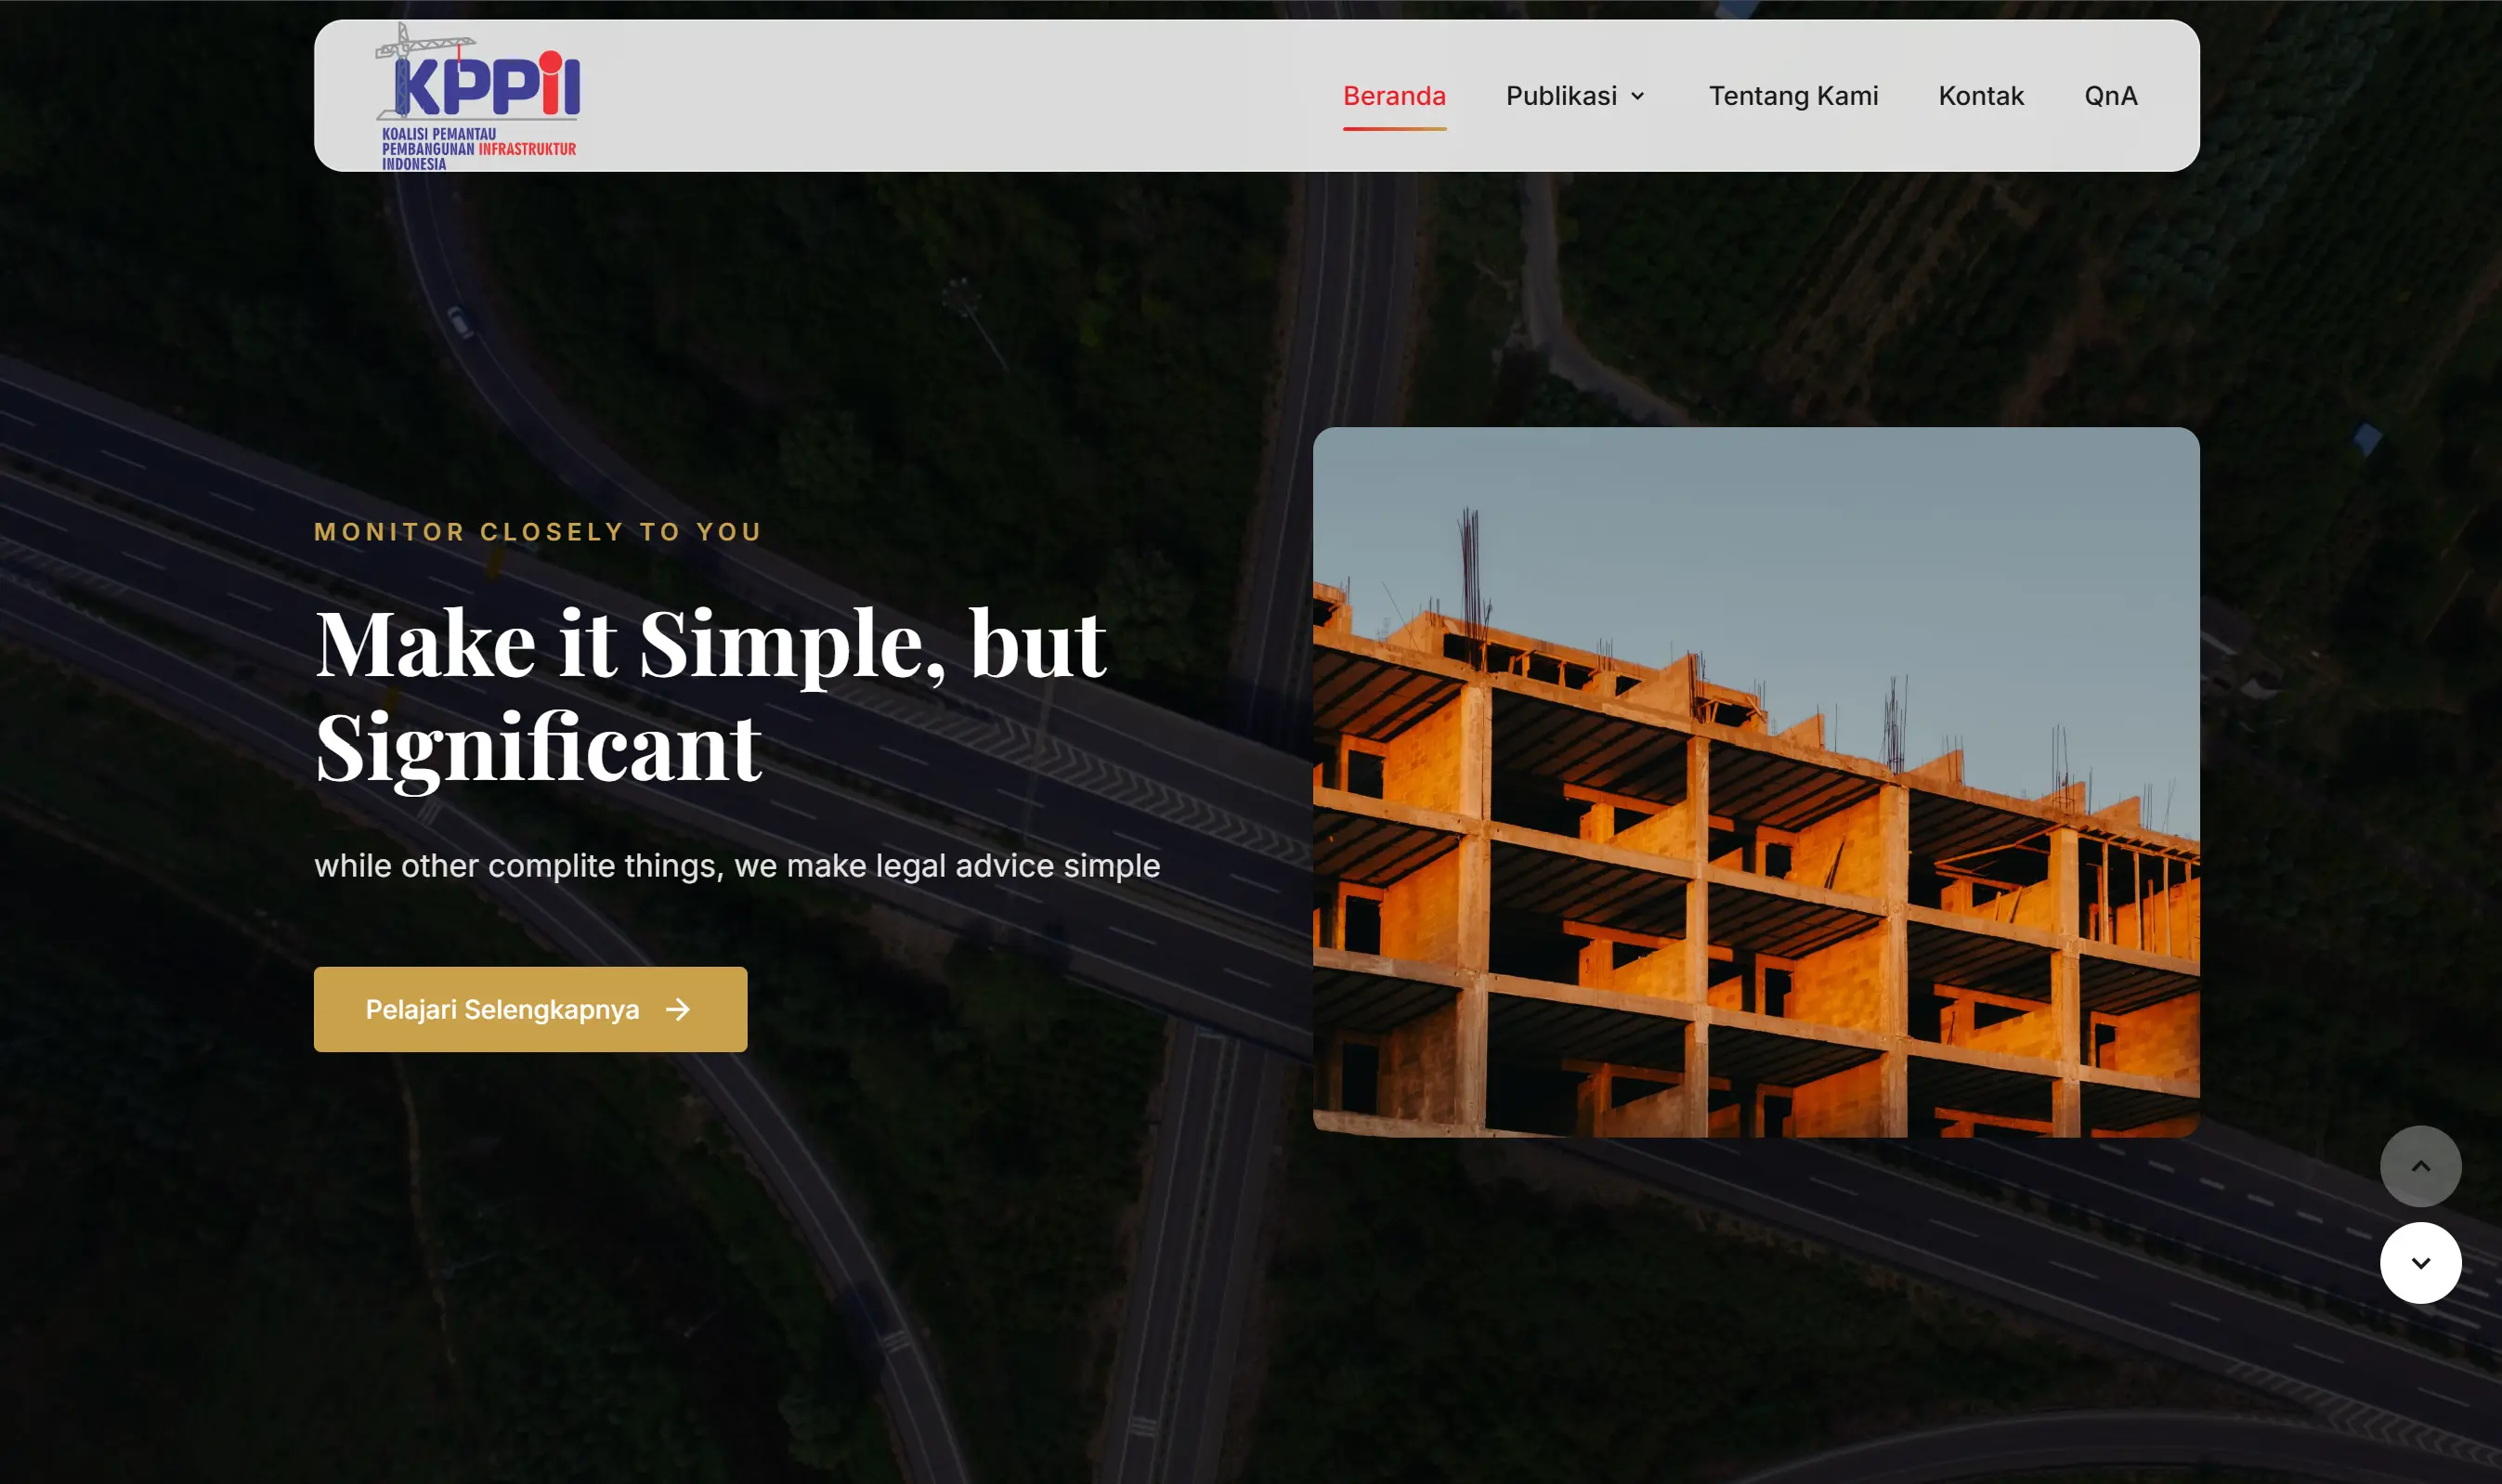 KPPiI
KOALISI PEMANTAU
PEMBANGUNAN INFRASTRUKTUR
INDONESIA
Beranda
Publikasi
Tentang Kami
Kontak
QnA
MONITOR CLOSELY TO YOU
Make it Simple, but
Significant
while other complite things, we make legal advice simple
Pelajari Selengkapnya